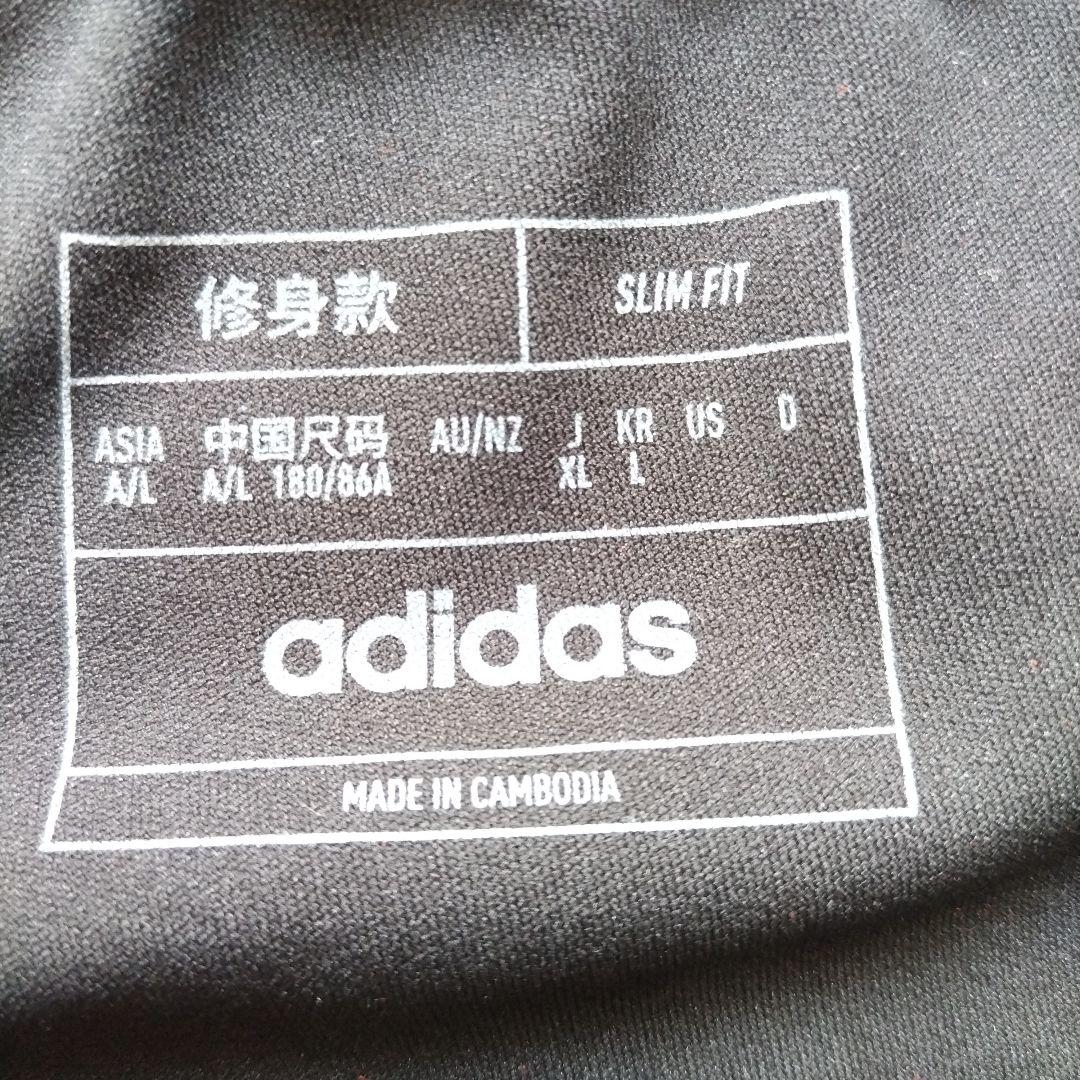 修身款 SLIM FIT
ASIA 中国尺码 AU/NZ J KR US D
A/L A/L 180/86A XL L
adidas
MADE IN CAMBODIA